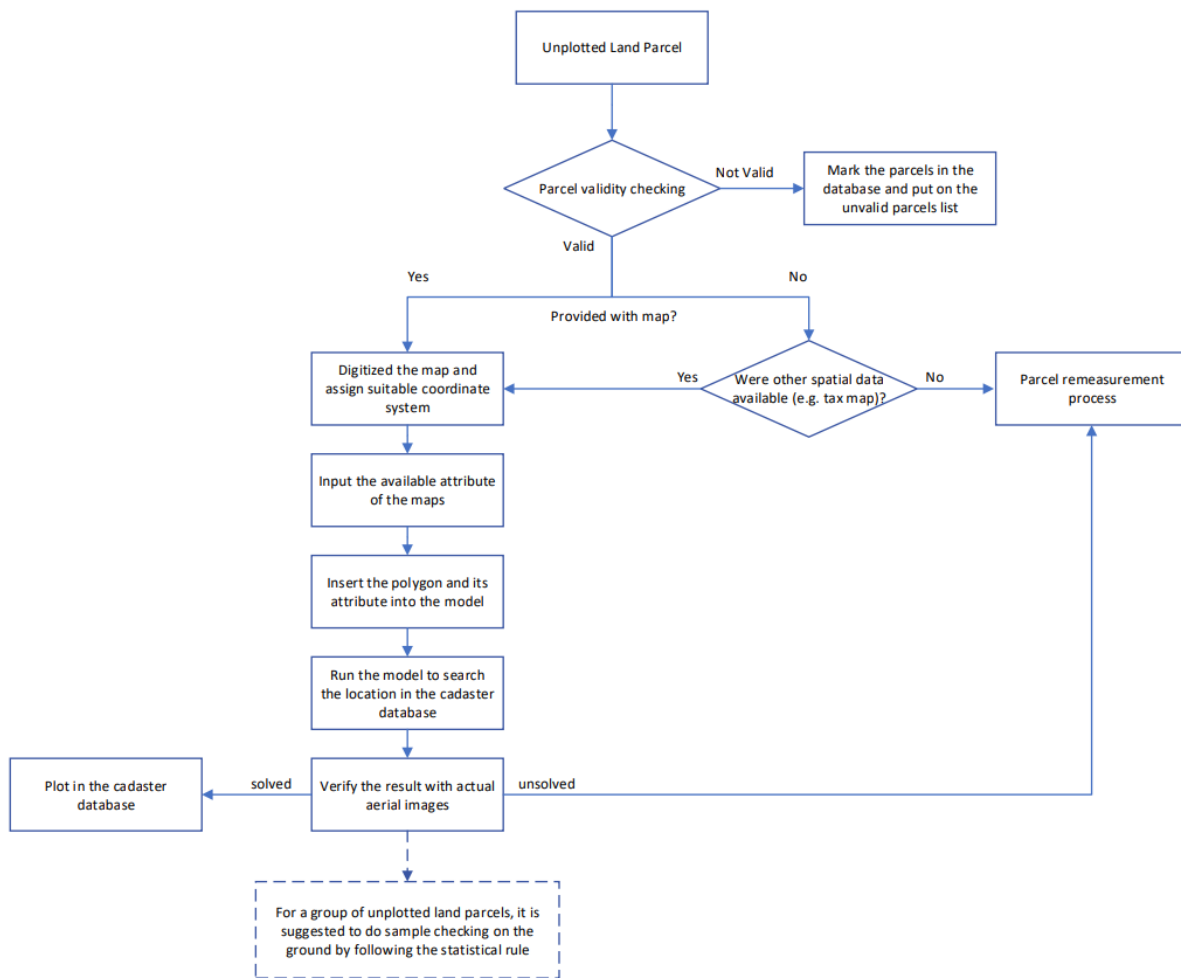 Unplotted Land Parcel
Parcel validity checking
Not Valid
Mark the parcels in the
database and put on the
unvalid parcels list
Valid
Yes
No
Provided with map?
Digitized the map and
assign suitable coordinate
system
Yes
Were other spatial data
available (e.g. tax map)?
No
Parcel remeasurement
process
Input the available attribute
of the maps
Insert the polygon and its
attribute into the model
Run the model to search
the location in the cadaster
database
Plot in the cadaster
database
solved
Verify the result with actual
aerial images
unsolved
For a group of unplotted land parcels, it is
suggested to do sample checking on the
ground by following the statistical rule